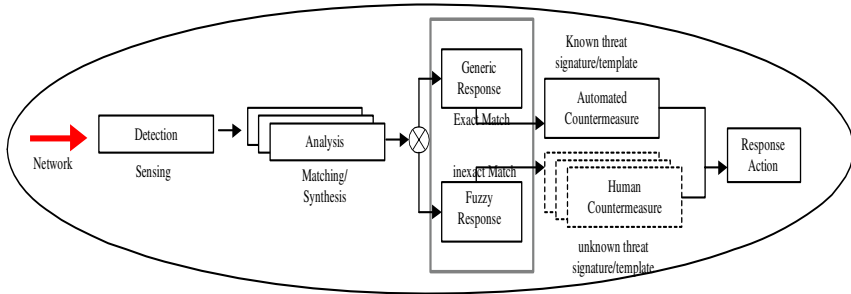 Network
Detection
Sensing
Analysis
Matching/
Synthesis
Generic
Response
Exact Match
inexact Match
Fuzzy
Response
Known threat
signature/template
Automated
Countermeasure
Human
Countermeasure
unknown threat
signature/template
Response
Action